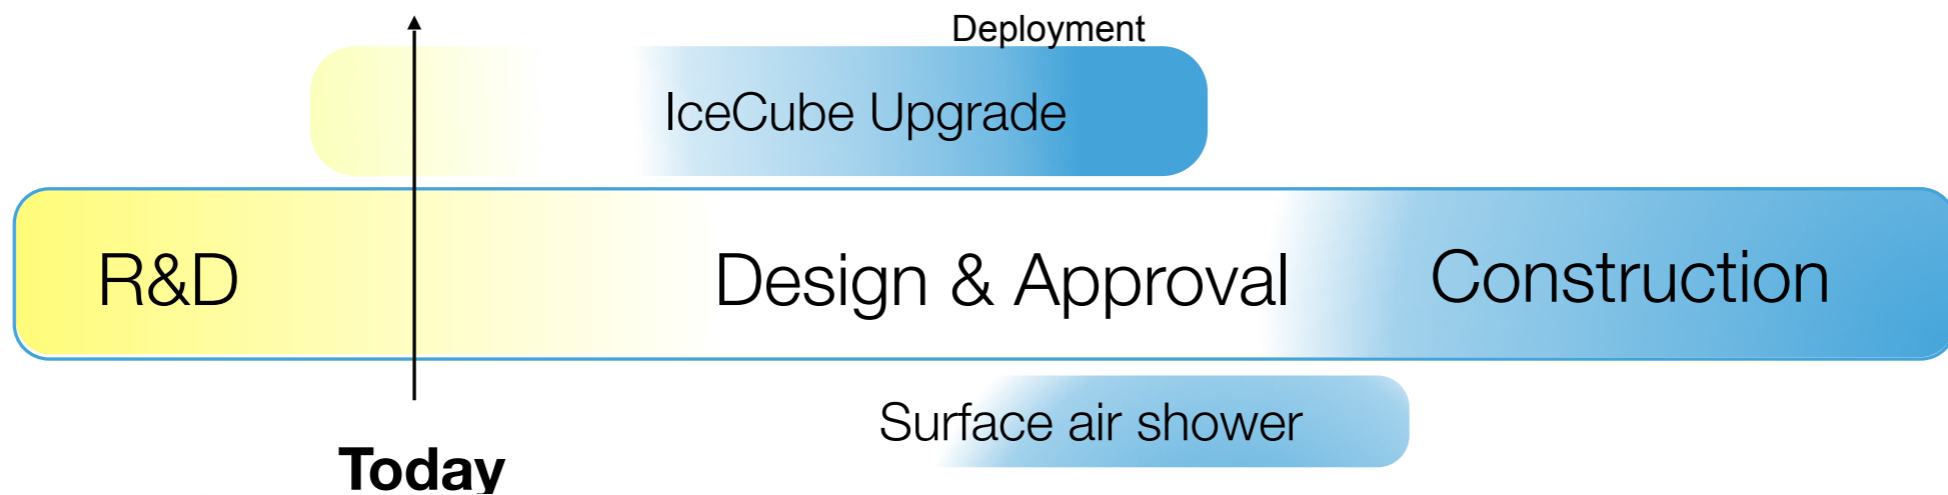 Deployment
IceCube Upgrade
R&D
Design & Approval
Construction
Surface air shower
Today